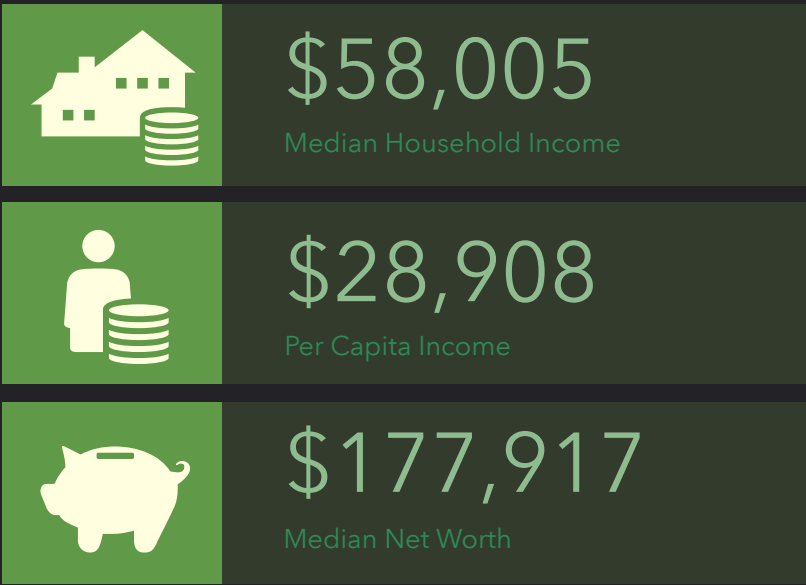 $58,005
Median Household Income
$28,908
Per Capita Income
$177,917
Median Net Worth